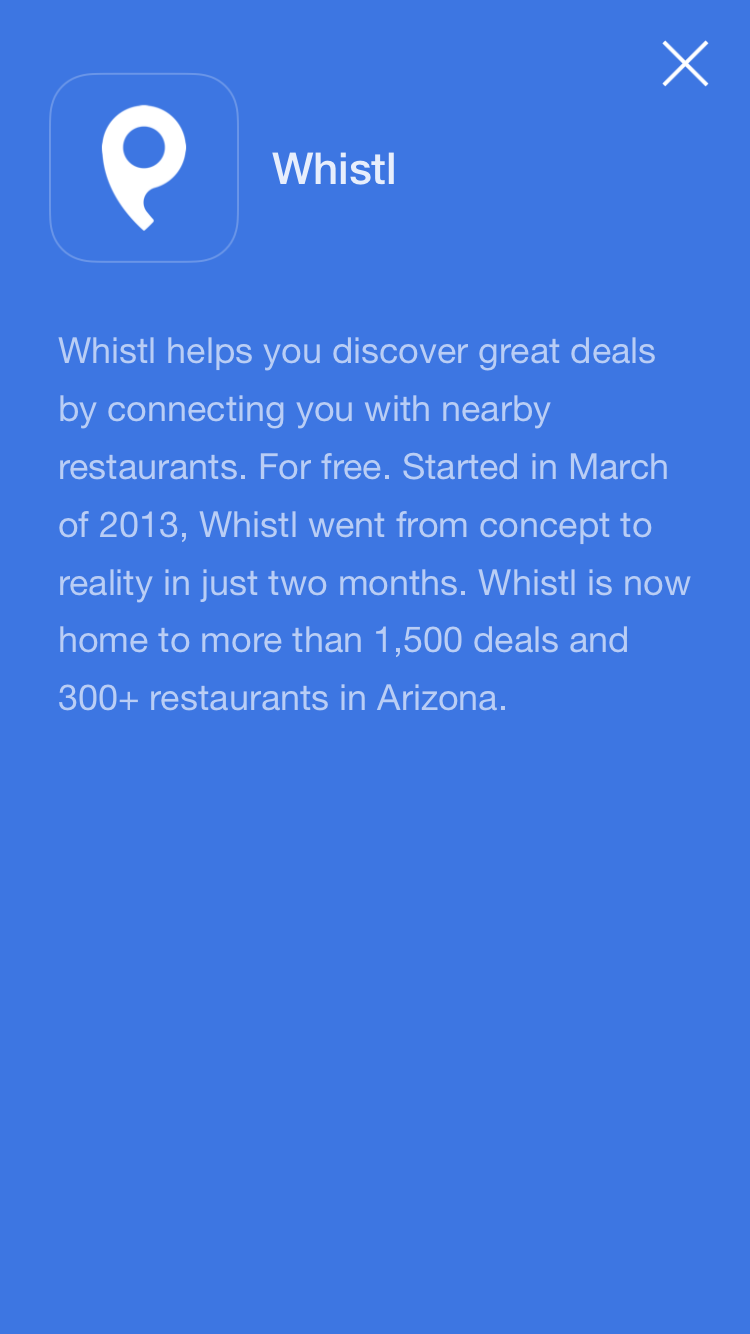 Whistl
Whistl helps you discover great deals
by connecting you with nearby
restaurants. For free. Started in March
of 2013, Whistl went from concept to
reality in just two months. Whistl is now
home to more than 1,500 deals and
300+ restaurants in Arizona.